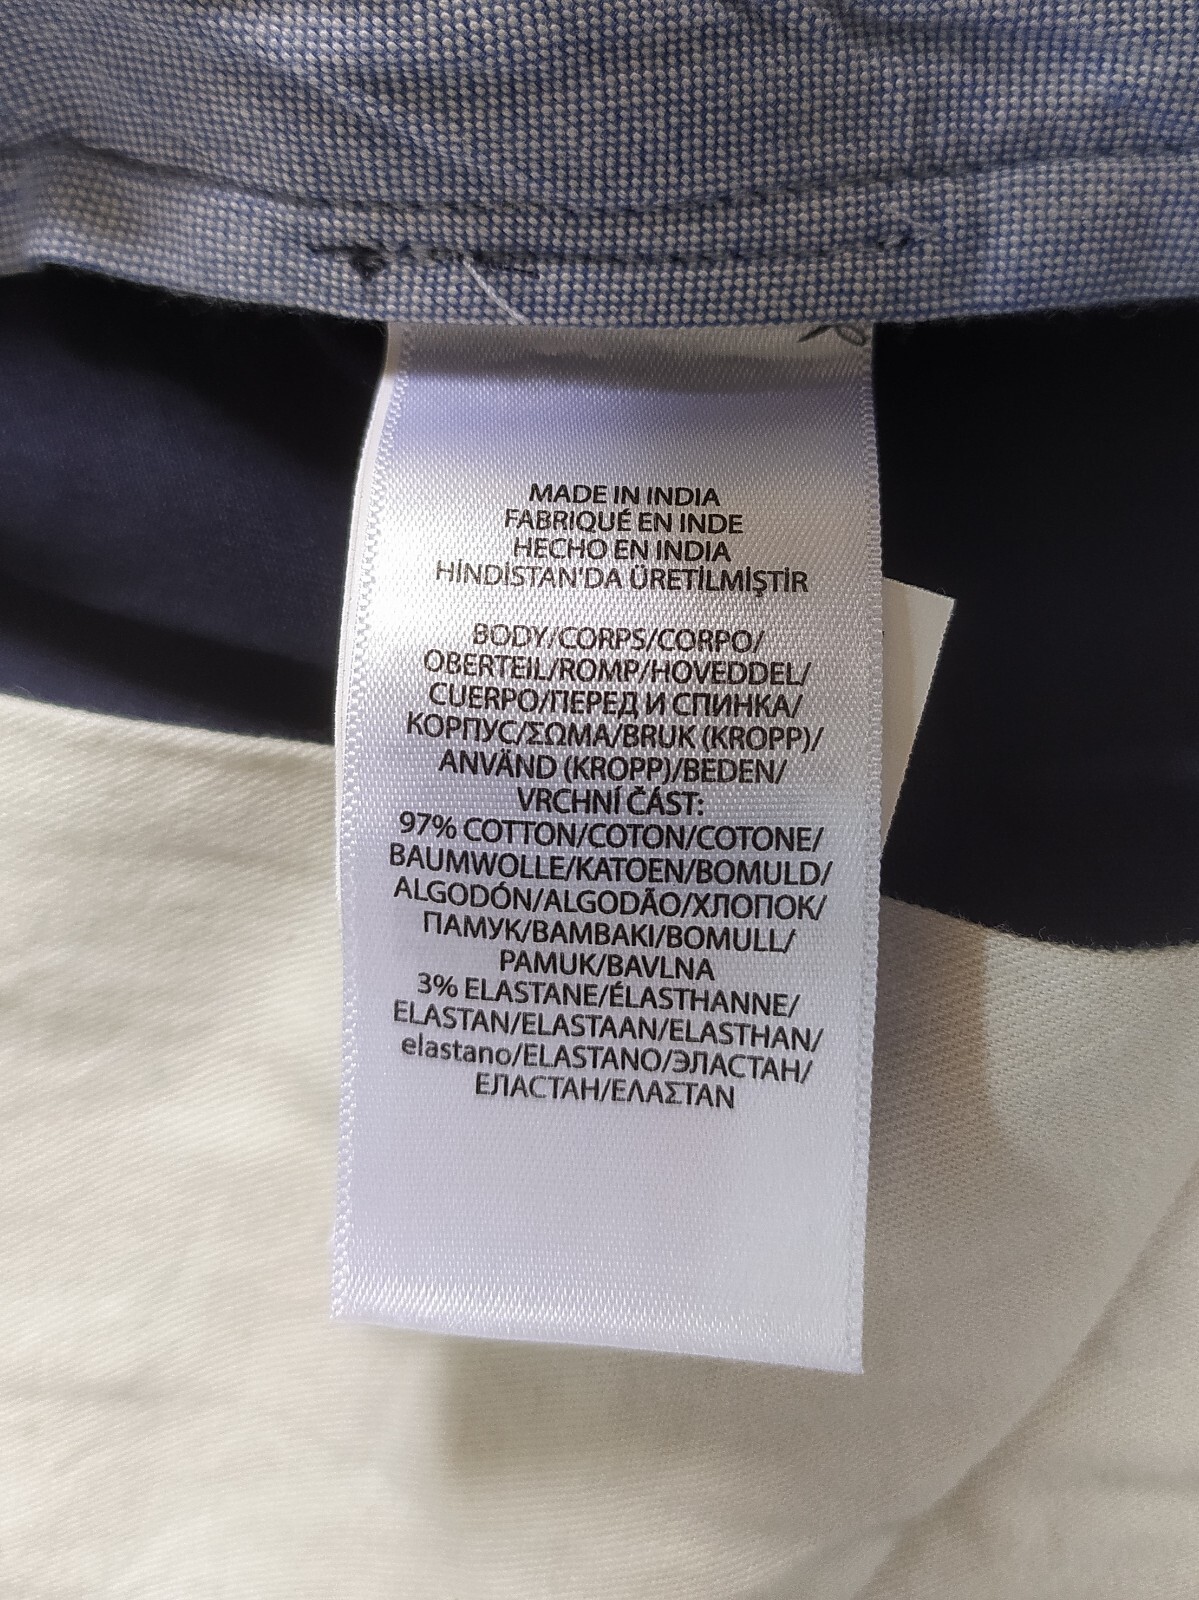 MADE IN INDIA
FABRIQUÉ EN INDE
HECHO EN INDIA
HİNDİSTAN'DA ÜRETİLMİŞTİR
BODY/CORPS/CORPO/
OBERTEIL/ROMP/HOVEDDEL/
CUERPO/ПЕРЕД И СПИНКА/
КОРПУС/ΣΩΜΑ/BRUK (KROPP)/
ANVÄND (KROPP)/BEDEN/
VRCHNÍ ČÁST:
97% COTTON/COTON/COTONE/
BAUMWOLLE/KATOEN/BOMULD/
ALGODÓN/ALGODÃO/ХЛОПОК/
ПАМУК/ΒΑΜΒΑΚΙ/BOMULL/
PAMUK/BAVLNA
3% ELASTANE/ÉLASTHANNE/
ELASTAN/ELASTAAN/ELASTHAN/
elastano/ELASTANO/ЭЛАСТАН/
ЕЛАСТАН/ΕΛΑΣΤΑΝ